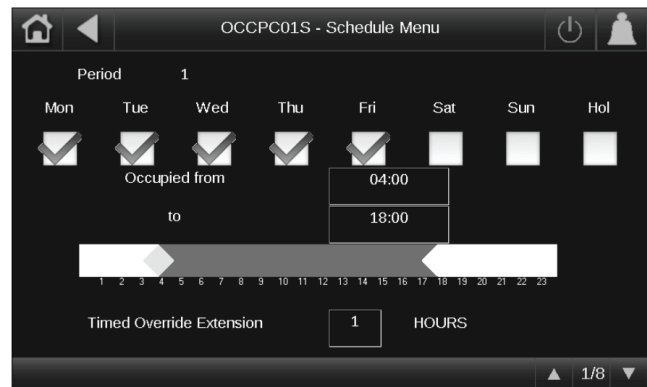 OCCPC01S - Schedule Menu
Period 1
Mon Tue Wed Thu Fri Sat Sun Hol
Occupied from 04:00
to 18:00
1 2 3 4 5 6 7 8 9 10 11 12 13 14 15 16 17 18 19 20 21 22 23
Timed Override Extension 1 HOURS
1/8